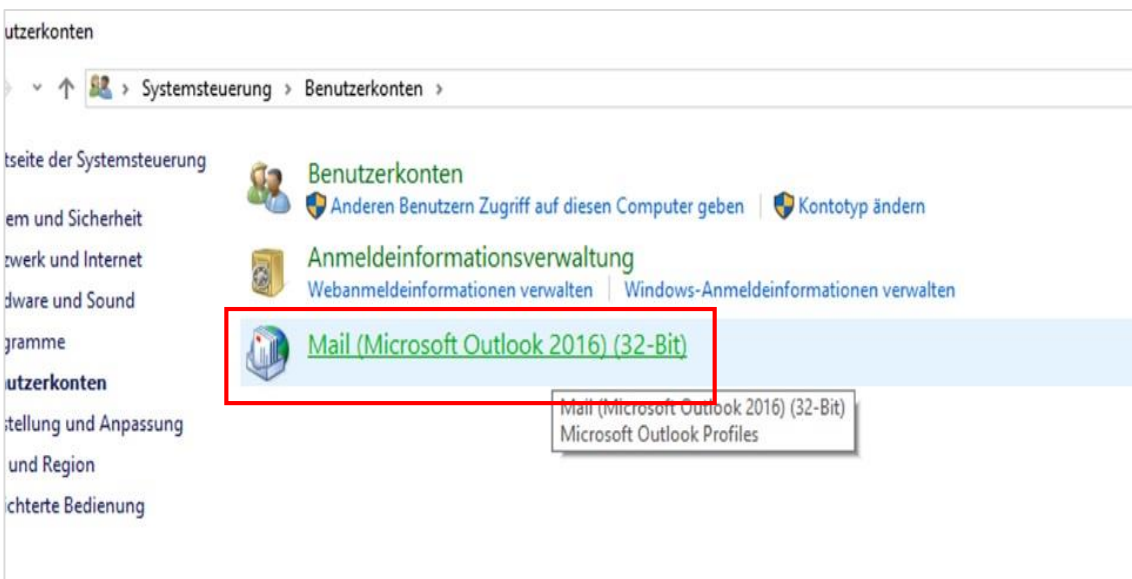 utzerkonten
Systemsteuerung › Benutzerkonten ›
tseite der Systemsteuerung
em und Sicherheit
zwerk und Internet
dware und Sound
gramme
utzerkonten
tellung und Anpassung
und Region
ichterte Bedienung
Benutzerkonten
Anderen Benutzern Zugriff auf diesen Computer geben | Kontotyp ändern
Anmeldeinformationsverwaltung
Webanmeldeinformationen verwalten | Windows-Anmeldeinformationen verwalten
Mail (Microsoft Outlook 2016) (32-Bit)
Mail (Microsoft Outlook 2016) (32-Bit)
Microsoft Outlook Profiles